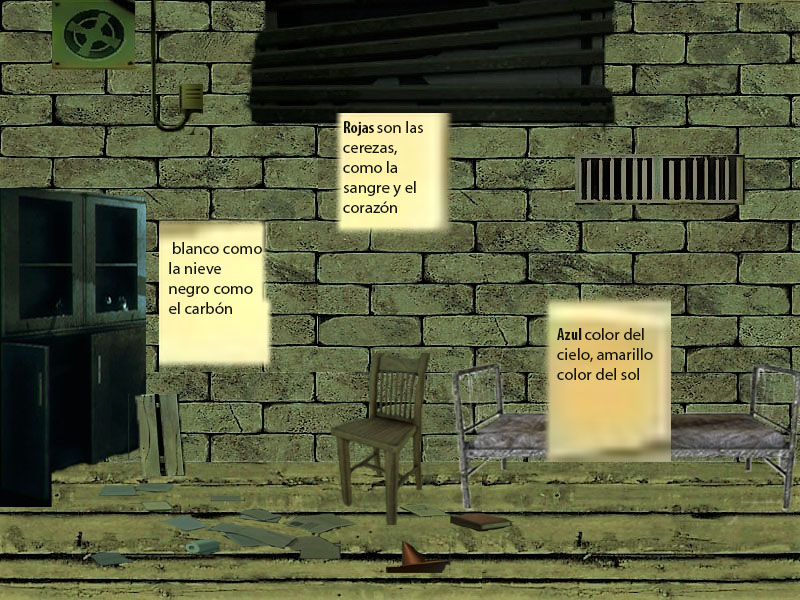 Rojas son las
cerezas,
como la
sangre y el
corazón
blanco como
la nieve
negro como
el carbón
Azul color del
cielo, amarillo
color del sol